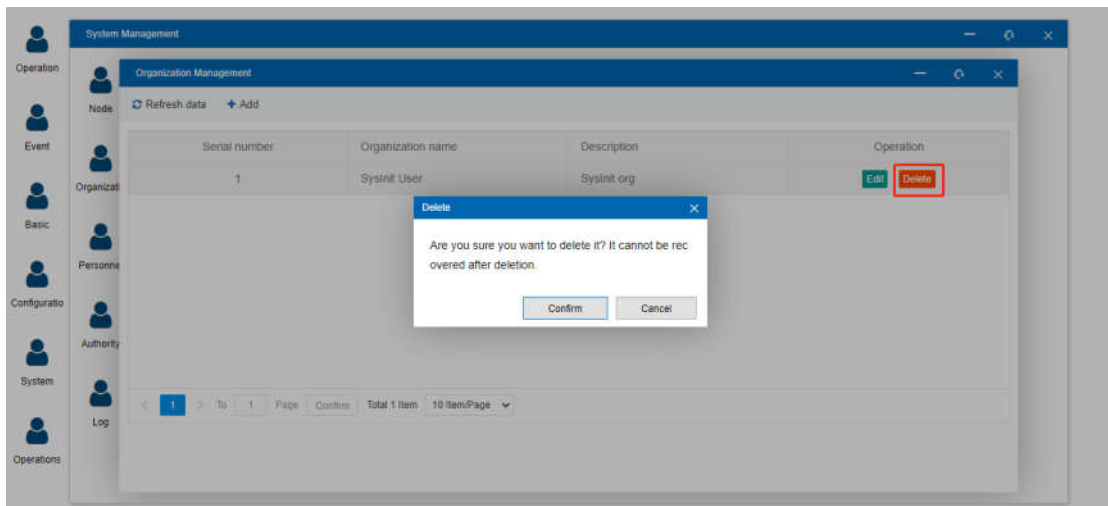 System Management
Operation
Organization Management
Node
Refresh data
Add
Event
Serial number
Organization name
Description
Operation
1
SysInit User
SysInit org
Edit
Delete
Organizati
Delete
Basic
Are you sure you want to delete it? It cannot be rec
overed after deletion.
Personne
Configuratio
Confirm
Cancel
Authority
System
1
To
1
Page
Confirm
Total 1 Item
10 Item/Page
Log
Operations